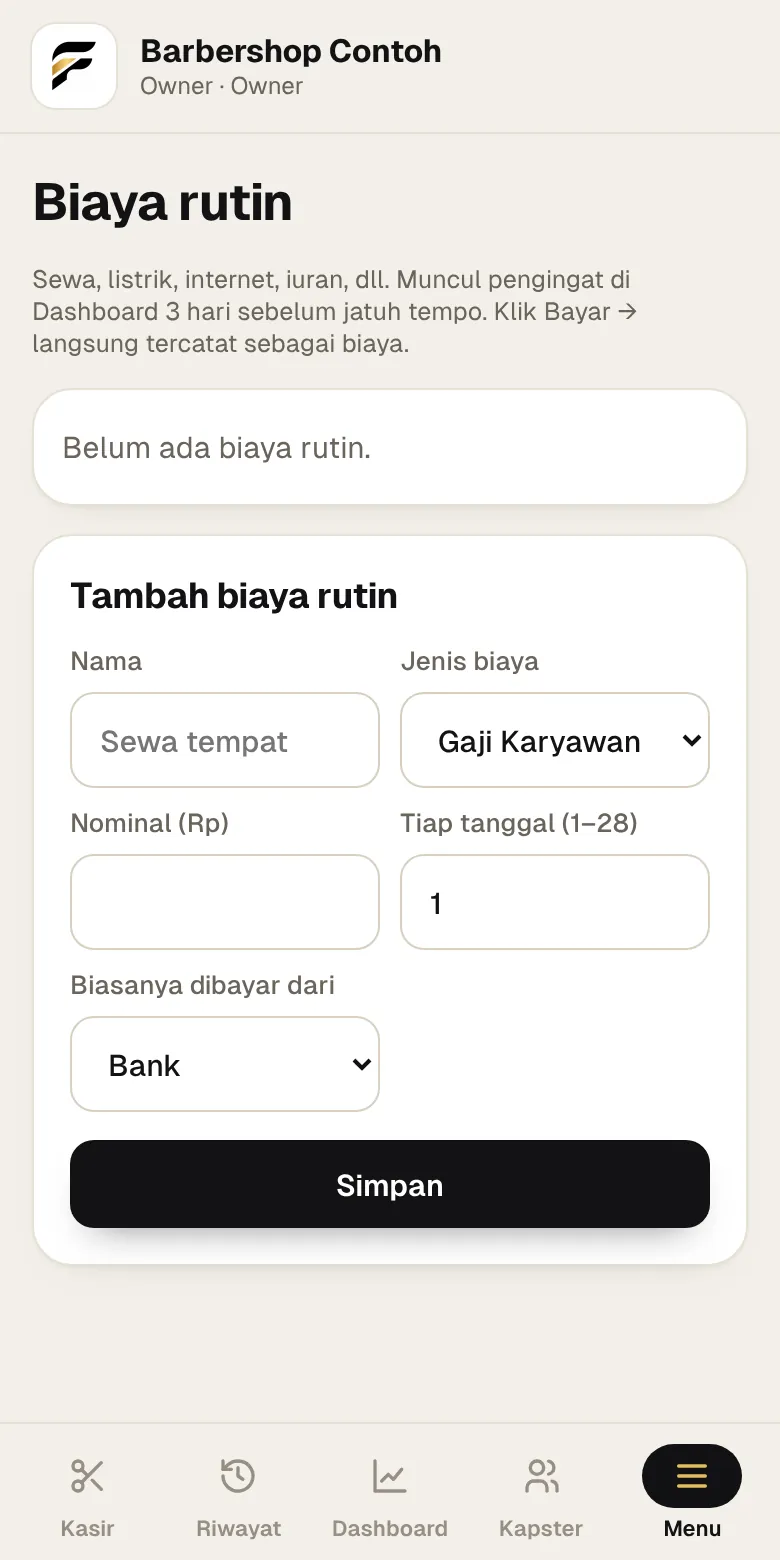 Barbershop Contoh
Owner · Owner
Biaya rutin
Sewa, listrik, internet, iuran, dll. Muncul pengingat di
Dashboard 3 hari sebelum jatuh tempo. Klik Bayar →
langsung tercatat sebagai biaya.
Belum ada biaya rutin.
Tambah biaya rutin
Nama
Jenis biaya
Sewa tempat
Gaji Karyawan
Nominal (Rp)
Tiap tanggal (1–28)
1
Biasanya dibayar dari
Bank
Simpan
Kasir
Riwayat
Dashboard
Kapster
Menu